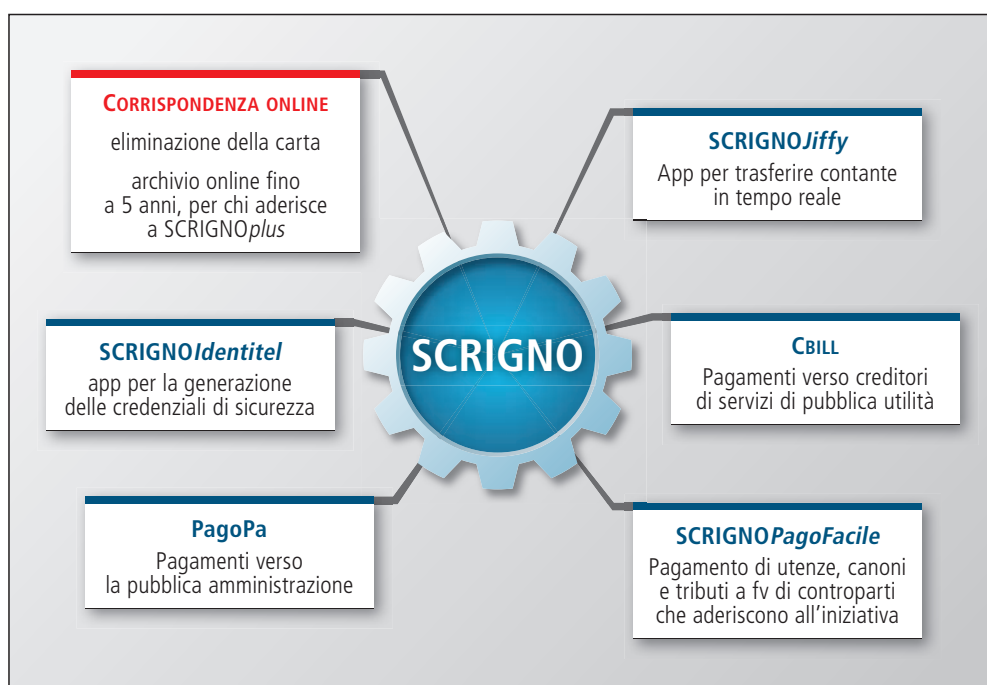 CORRISPONDENZA ONLINE
eliminazione della carta
archivio online fino
a 5 anni, per chi aderisce
a SCRIGNOplus
SCRIGNOIdentitel
app per la generazione
delle credenziali di sicurezza
PagoPa
Pagamenti verso
la pubblica amministrazione
SCRIGNO
SCRIGNOJiffy
App per trasferire contante
in tempo reale
CBILL
Pagamenti verso creditori
di servizi di pubblica utilità
SCRIGNOPagoFacile
Pagamento di utenze, canoni
e tributi a fv di controparti
che aderiscono all’iniziativa